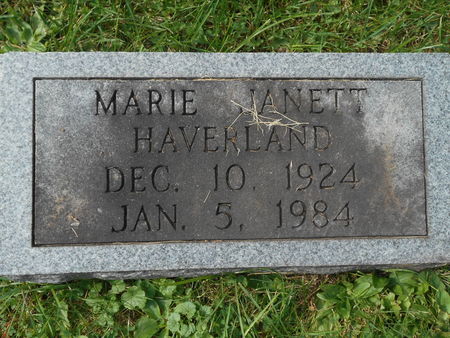 MARIE JANETT
HAVERLAND
DEC. 10, 1924
JAN. 5, 1984